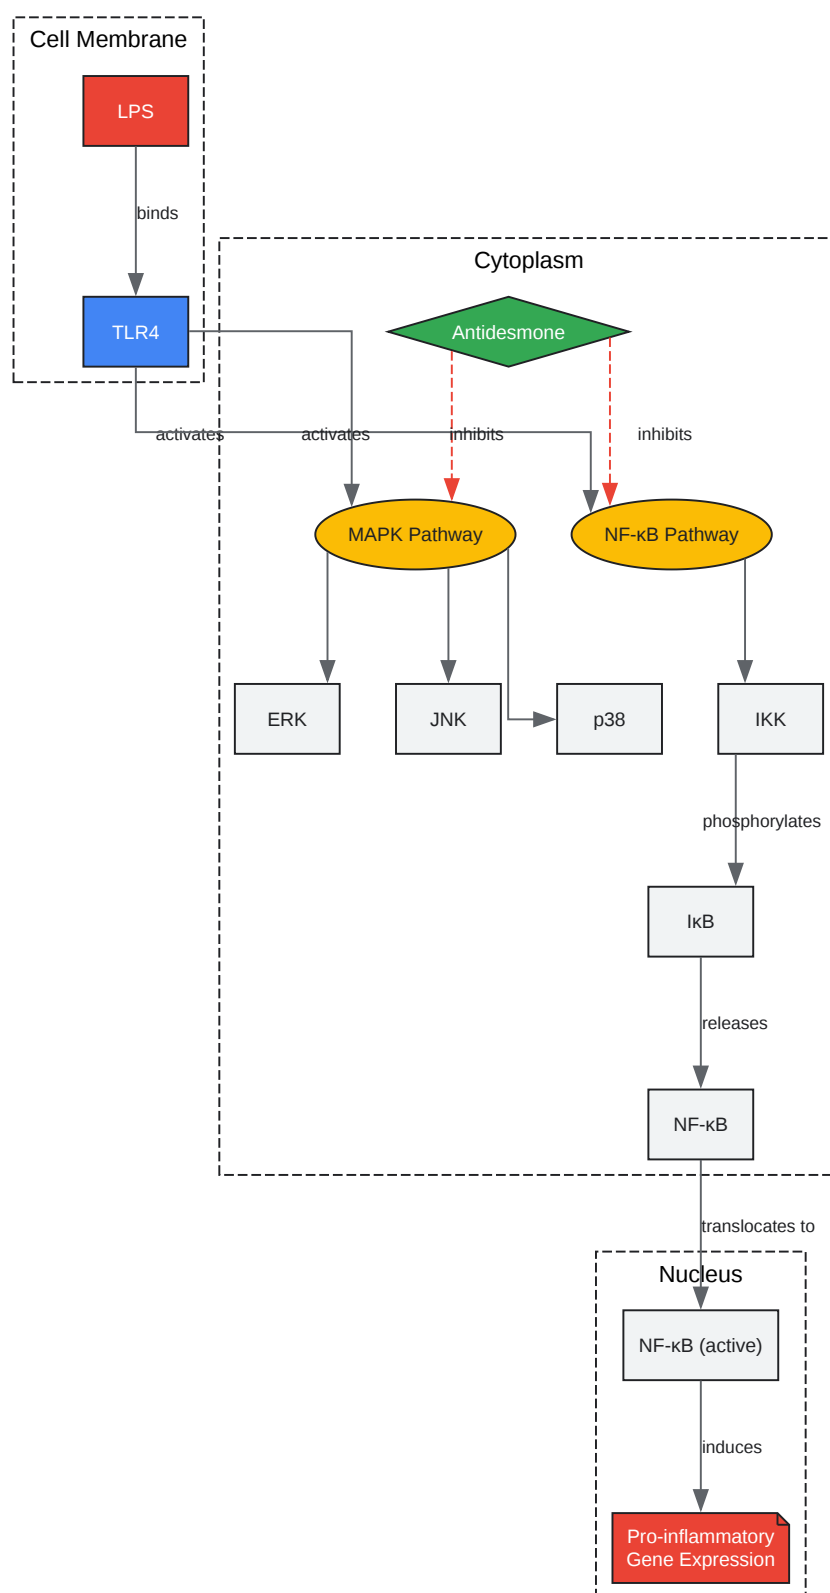 Cell Membrane
LPS
binds
Cytoplasm
TLR4
Antidesmone
activates
activates
inhibits
inhibits
MAPK Pathway
NF-κB Pathway
ERK
JNK
p38
IKK
phosphorylates
IκB
releases
NF-κB
translocates to
Nucleus
NF-κB (active)
induces
Pro-inflammatory
Gene Expression